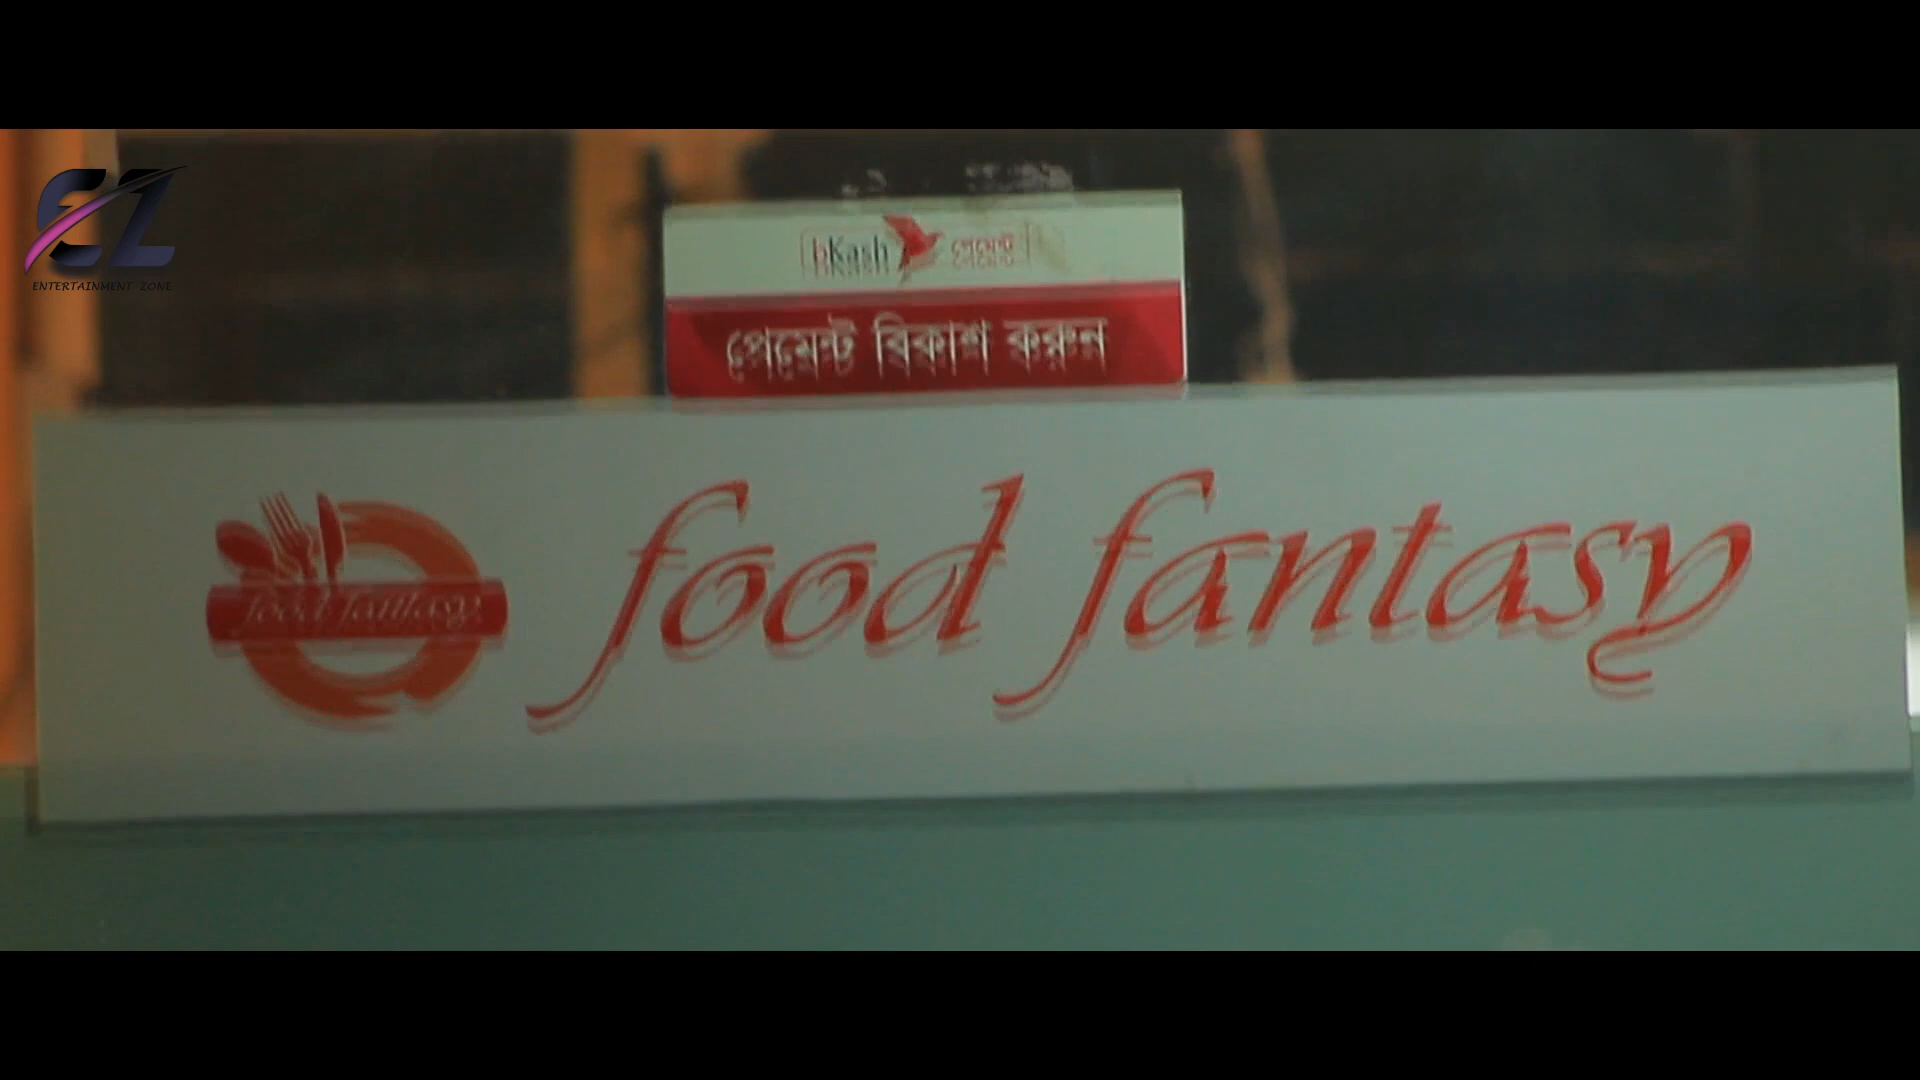 EZ
ENTERTAINMENT ZONE
bKash পেমেন্ট
পেমেন্ট বিকাশ করুন
food fantasy
food fantasy